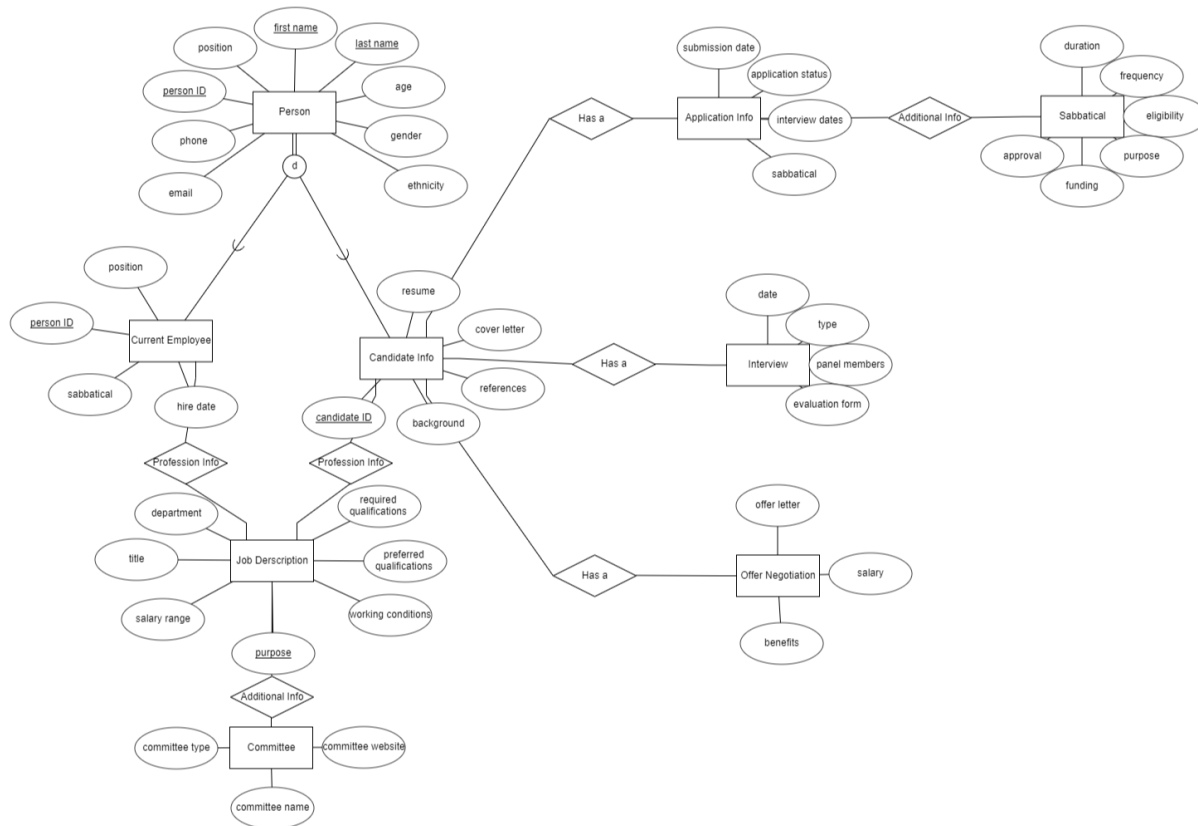 first name
last name
position
submission date
duration
application status
frequency
person ID
age
Person
Has a
Application Info
interview dates
Additional Info
Sabbatical
eligibility
phone
gender
approval
purpose
d
sabbatical
funding
email
ethnicity
position
resume
date
person ID
Current Employee
cover letter
type
Candidate Info
Has a
Interview
panel members
sabbatical
references
hire date
candidate ID
background
evaluation form
Profession Info
Profession Info
department
required
qualifications
offer letter
title
Job Derscription
preferred
qualifications
Has a
Offer Negotiation
salary
salary range
working conditions
purpose
benefits
Additional Info
committee type
Committee
committee website
committee name